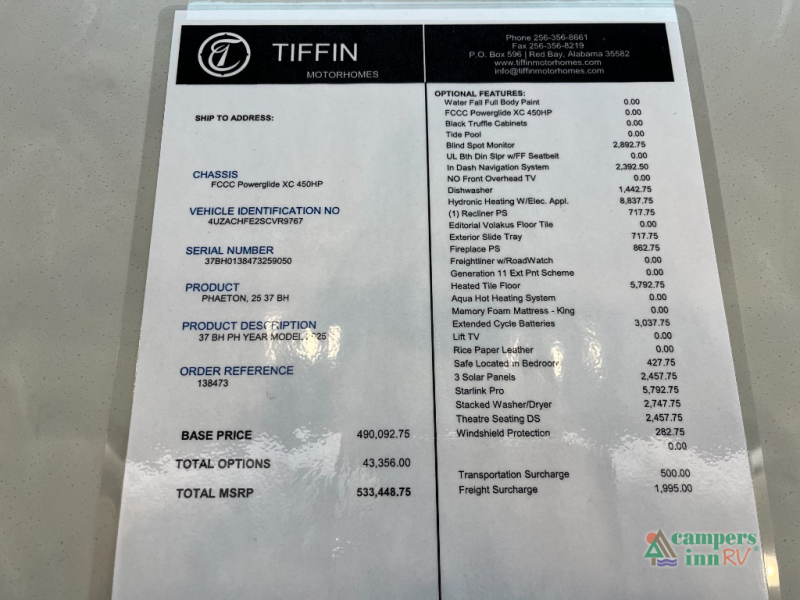 TIFFIN
MOTORHOMES
Phone 256-356-8661
Fax 256-356-8219
P.O. Box 596 | Red Bay, Alabama 35582
www.tiffinmotorhomes.com
info@tiffinmotorhomes.com
SHIP TO ADDRESS:
CHASSIS
FCCC Powerglide XC 450HP
VEHICLE IDENTIFICATION NO
4UZACHFE2SCVR9767
SERIAL NUMBER
37BH0138473259050
PRODUCT
PHAETON, 25 37 BH
PRODUCT DESCRIPTION
37 BH PH YEAR MODEL 2025
ORDER REFERENCE
138473
BASE PRICE 490,092.75
TOTAL OPTIONS 43,356.00
TOTAL MSRP 533,448.75
OPTIONAL FEATURES:
Water Fall Full Body Paint 0.00
FCCC Powerglide XC 450HP 0.00
Black Truffle Cabinets 0.00
Tide Pool 0.00
Blind Spot Monitor 2,892.75
UL Bth Din Slpr w/FF Seatbelt 0.00
In Dash Navigation System 2,392.50
NO Front Overhead TV 0.00
Dishwasher 1,442.75
Hydronic Heating W/Elec. Appl. 8,837.75
(1) Recliner PS 717.75
Editorial Volakus Floor Tile 0.00
Exterior Slide Tray 717.75
Fireplace PS 862.75
Freightliner w/RoadWatch 0.00
Generation 11 Ext Pnt Scheme 0.00
Heated Tile Floor 5,792.75
Aqua Hot Heating System 0.00
Mamory Foam Mattress - King 0.00
Extended Cycle Batteries 3,037.75
Lift TV 0.00
Rice Paper Leather 0.00
Safe Located in Bedroom 427.75
3 Solar Panels 2,457.75
Starlink Pro 5,792.75
Stacked Washer/Dryer 2,747.75
Theatre Seating DS 2,457.75
Windshield Protection 282.75
0.00
Transportation Surcharge 500.00
Freight Surcharge 1,995.00
campers
inn RV